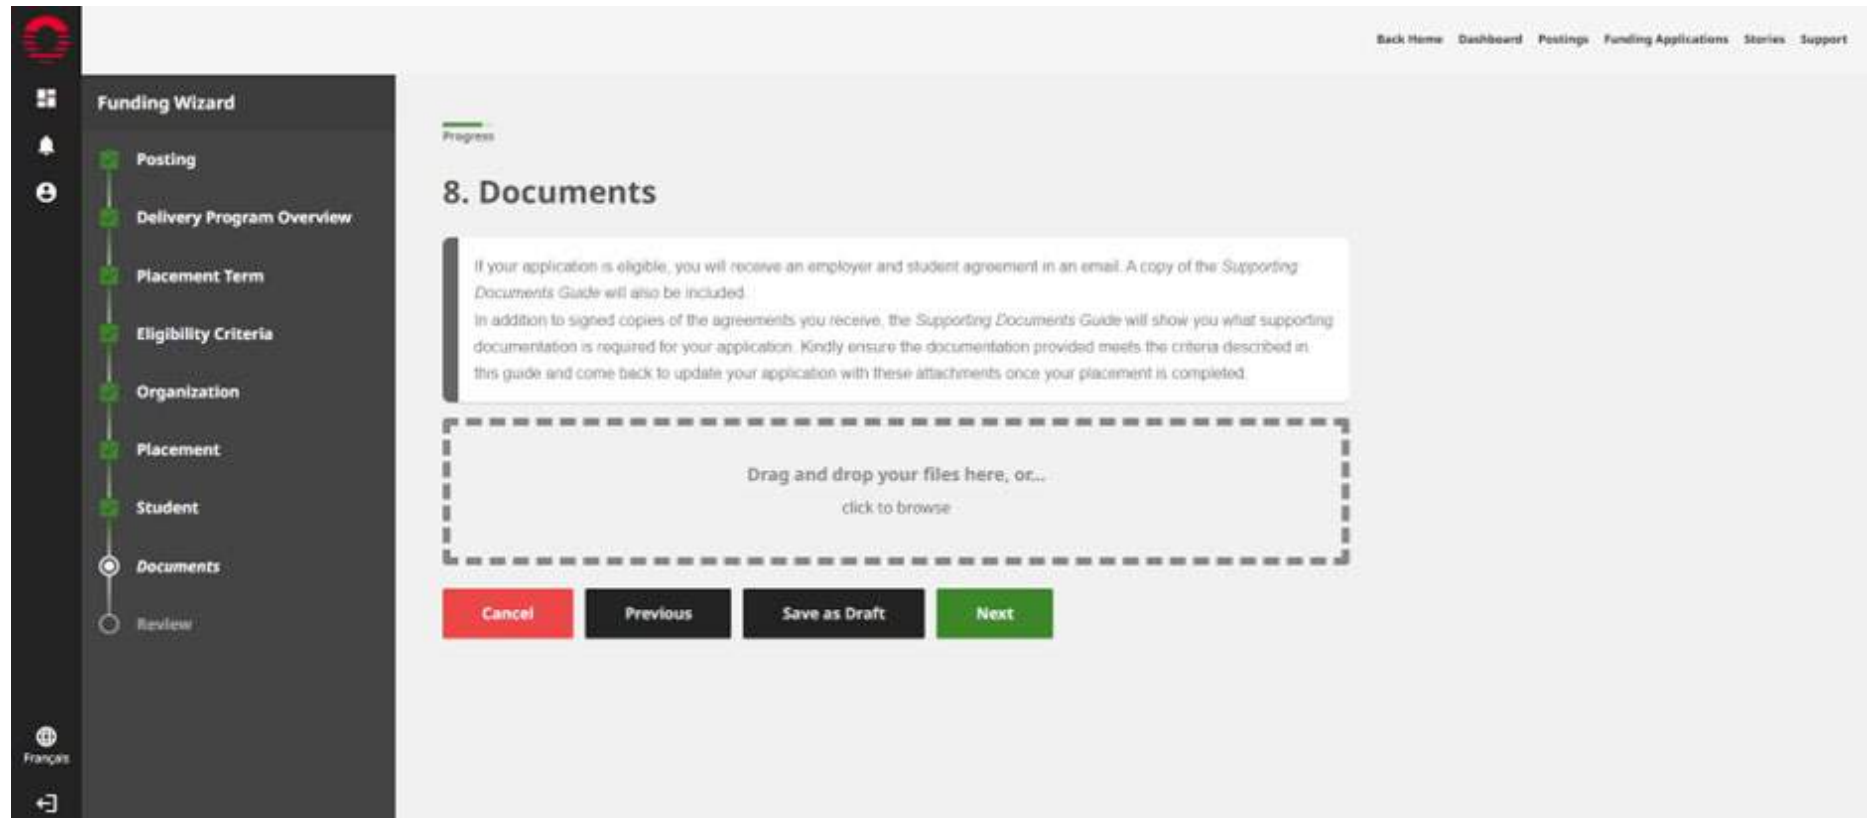 Back Home Dashboard Postings Funding Applications Stories Support
Funding Wizard
Posting
Delivery Program Overview
Placement Term
Eligibility Criteria
Organization
Placement
Student
Documents
Review
Français
Progress
8. Documents
If your application is eligible, you will receive an employer and student agreement in an email. A copy of the Supporting
Documents Guide will also be included.
In addition to signed copies of the agreements you receive, the Supporting Documents Guide will show you what supporting
documentation is required for your application. Kindly ensure the documentation provided meets the criteria described in
this guide and come back to update your application with these attachments once your placement is completed.
Drag and drop your files here, or...
click to browse
Cancel Previous Save as Draft Next